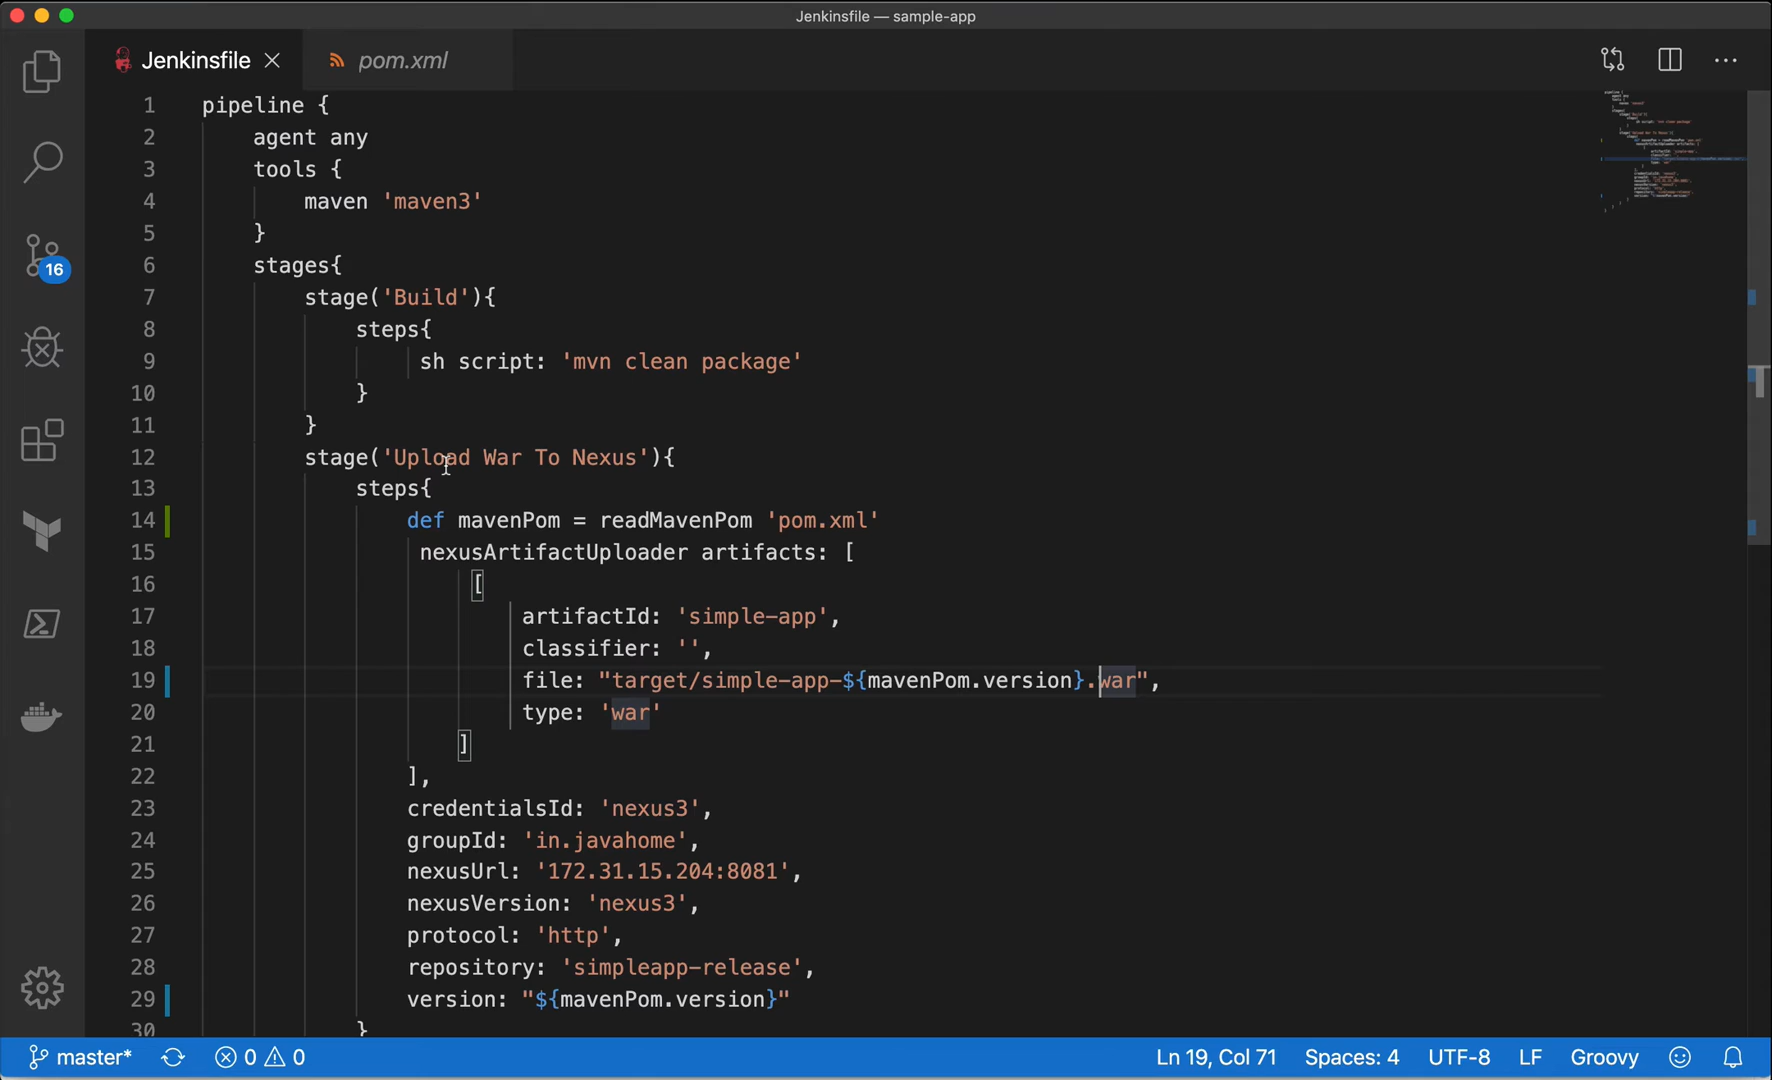 Jenkinsfile — sample-app
Jenkinsfile
pom.xml
1 pipeline {
2 agent any
3 tools {
4 maven 'maven3'
5 }
6 stages{
7 stage('Build'){
8 steps{
9 sh script: 'mvn clean package'
10 }
11 }
12 stage('Upload War To Nexus'){
13 steps{
14 def mavenPom = readMavenPom 'pom.xml'
15 nexusArtifactUploader artifacts: [
16 [
17 artifactId: 'simple-app',
18 classifier: '',
19 file: "target/simple-app-${mavenPom.version}.war",
20 type: 'war'
21 ]
22 ],
23 credentialsId: 'nexus3',
24 groupId: 'in.javahome',
25 nexusUrl: '172.31.15.204:8081',
26 nexusVersion: 'nexus3',
27 protocol: 'http',
28 repository: 'simpleapp-release',
29 version: "${mavenPom.version}"
30 }
16
master* 0 0 Ln 19, Col 71 Spaces: 4 UTF-8 LF Groovy